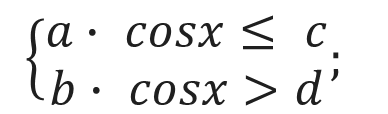 a · cosx ≤ c
b · cosx > d ;